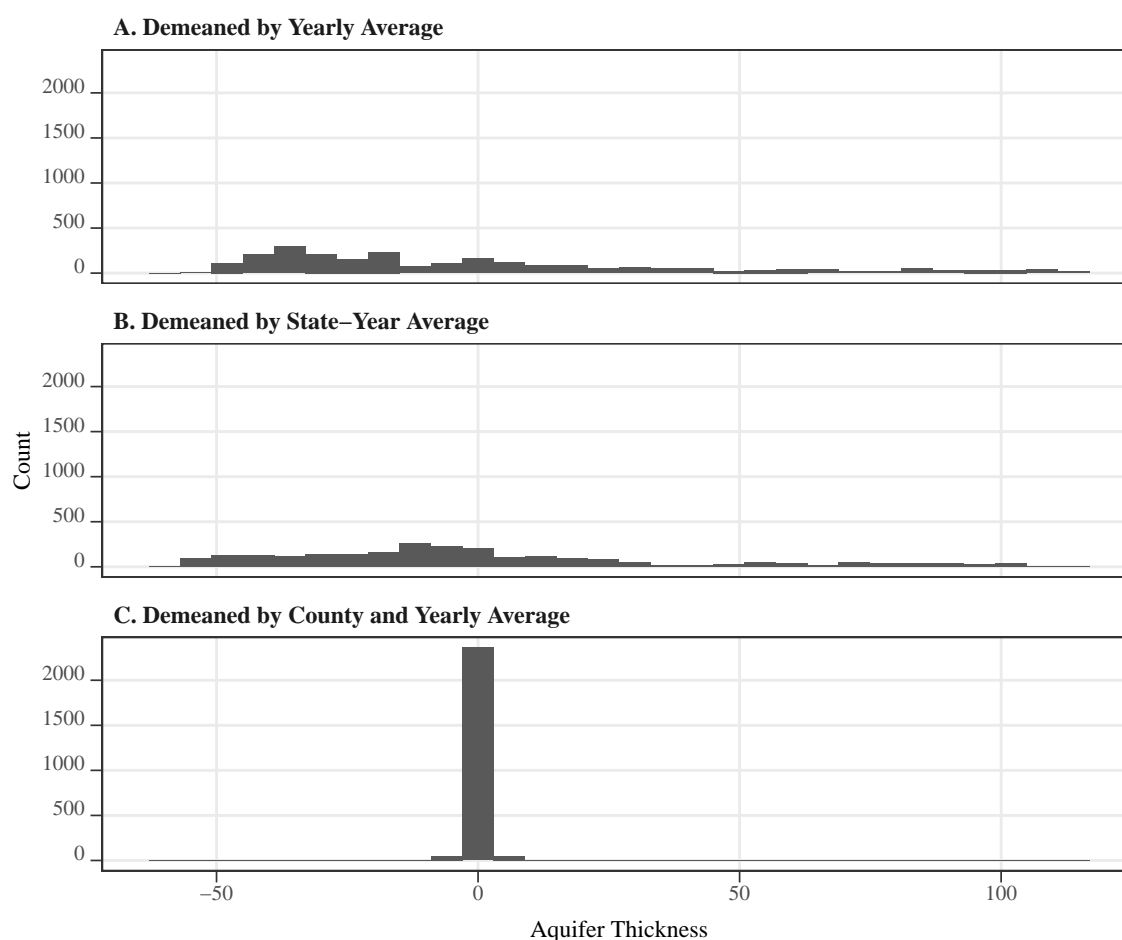 A. Demeaned by Yearly Average
2000
1500
1000
500
0
B. Demeaned by State–Year Average
2000
1500
1000
500
0
Count
C. Demeaned by County and Yearly Average
2000
1500
1000
500
0
−50 0 50 100
Aquifer Thickness